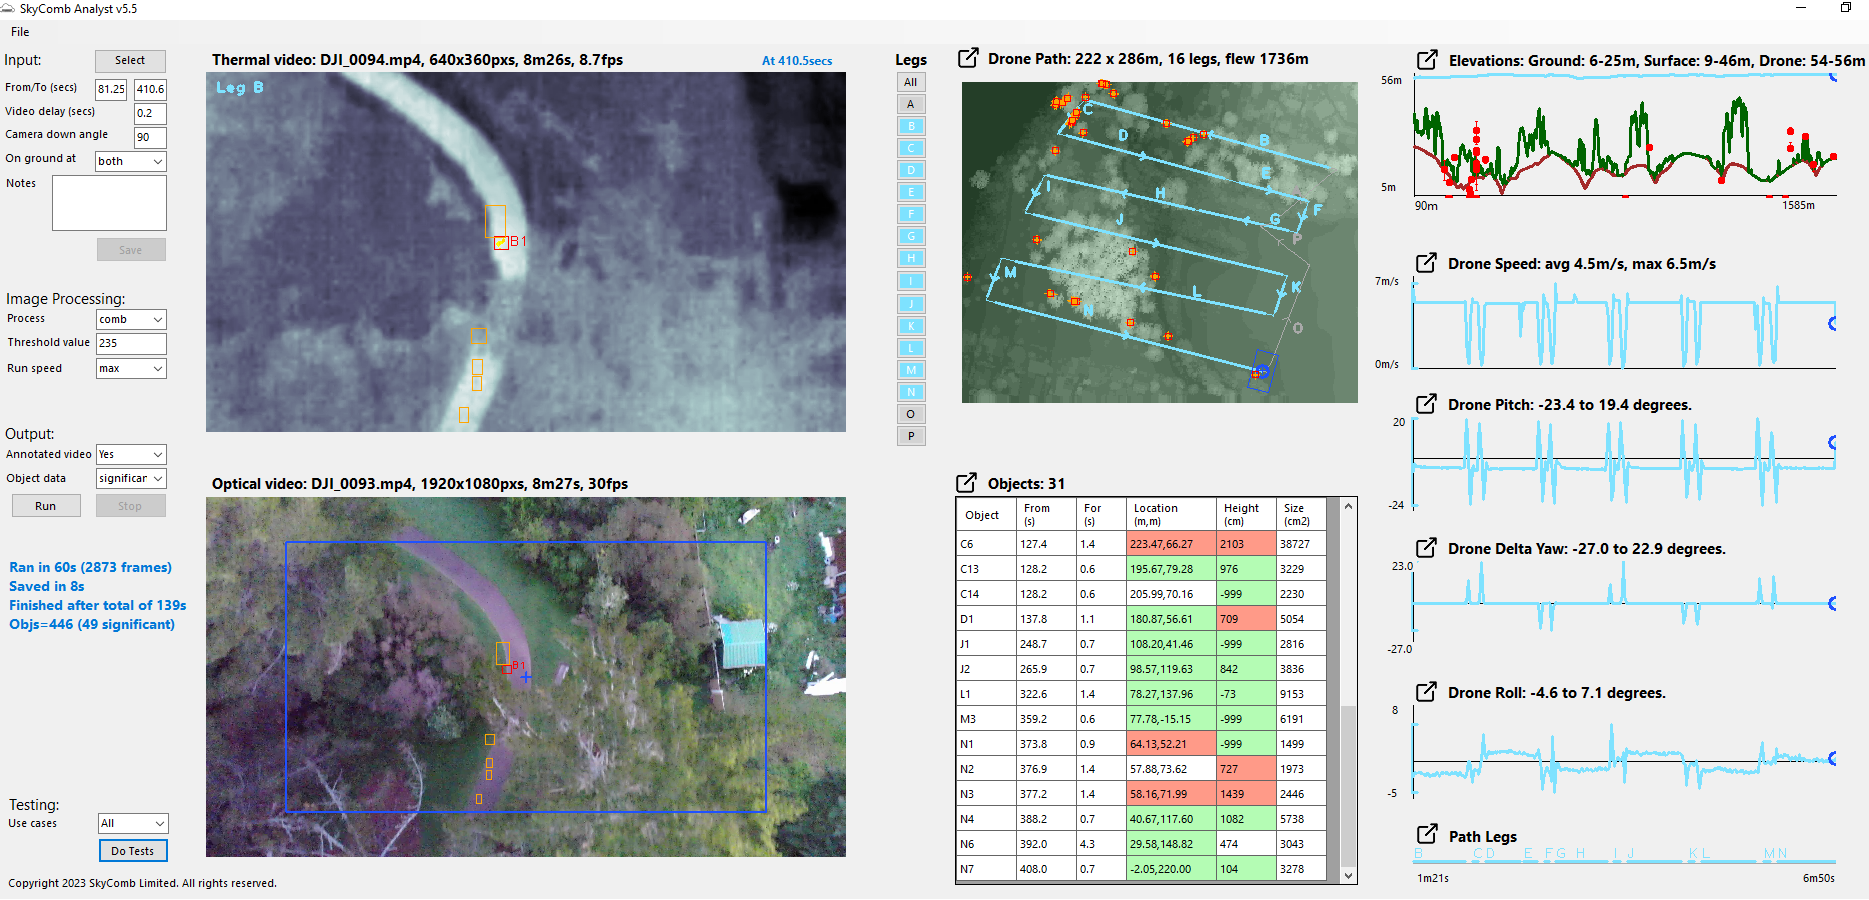 SkyComb Analyst v5.5
File
Input:
Select
From/To (secs)
81.25
410.6
Video delay (secs)
0.2
Camera down angle
90
On ground at
both
Notes
Save
Image Processing:
Process
comb
Threshold value
235
Run speed
max
Output:
Annotated video
Yes
Object data
significar
Run
Stop
Ran in 60s (2873 frames)
Saved in 8s
Finished after total of 139s
Objs=446 (49 significant)
Testing:
Use cases
All
Do Tests
Copyright 2023 SkyComb Limited. All rights reserved.
Thermal video: DJI_0094.mp4, 640x360pxs, 8m26s, 8.7fps
At 410.5secs
Leg B
B1
Optical video: DJI_0093.mp4, 1920x1080pxs, 8m27s, 30fps
B1
Legs
All
A
B
C
D
E
F
G
H
I
J
K
L
M
N
O
P
Drone Path: 222 x 286m, 16 legs, flew 1736m
C
D
B
E
I
H
F
G
J
P
M
K
L
N
O
Objects: 31
Object From (s) For (s) Location (m,m) Height (cm) Size (cm2)
C6 127.4 1.4 223.47,66.27 2103 38727
C13 128.2 0.6 195.67,79.28 976 3229
C14 128.2 0.6 205.99,70.16 -999 2230
D1 137.8 1.1 180.87,56.61 709 5054
J1 248.7 0.7 108.20,41.46 -999 2816
J2 265.9 0.7 98.57,119.63 842 3836
L1 322.6 1.4 78.27,137.96 -73 9153
M3 359.2 0.6 77.78,-15.15 -999 6191
N1 373.8 0.9 64.13,52.21 -999 1499
N2 376.9 1.4 57.88,73.62 727 1973
N3 377.2 1.4 58.16,71.99 1439 2446
N4 388.2 0.7 40.67,117.60 1082 5738
N6 392.0 4.3 29.58,148.82 474 3043
N7 408.0 0.7 -2.05,220.00 104 3278
Elevations: Ground: 6-25m, Surface: 9-46m, Drone: 54-56m
56m
5m
90m
1585m
Drone Speed: avg 4.5m/s, max 6.5m/s
7m/s
0m/s
Drone Pitch: -23.4 to 19.4 degrees.
20
-24
Drone Delta Yaw: -27.0 to 22.9 degrees.
23.0
-27.0
Drone Roll: -4.6 to 7.1 degrees.
8
-5
Path Legs
B CD E FG H I J KL MN
1m21s
6m50s